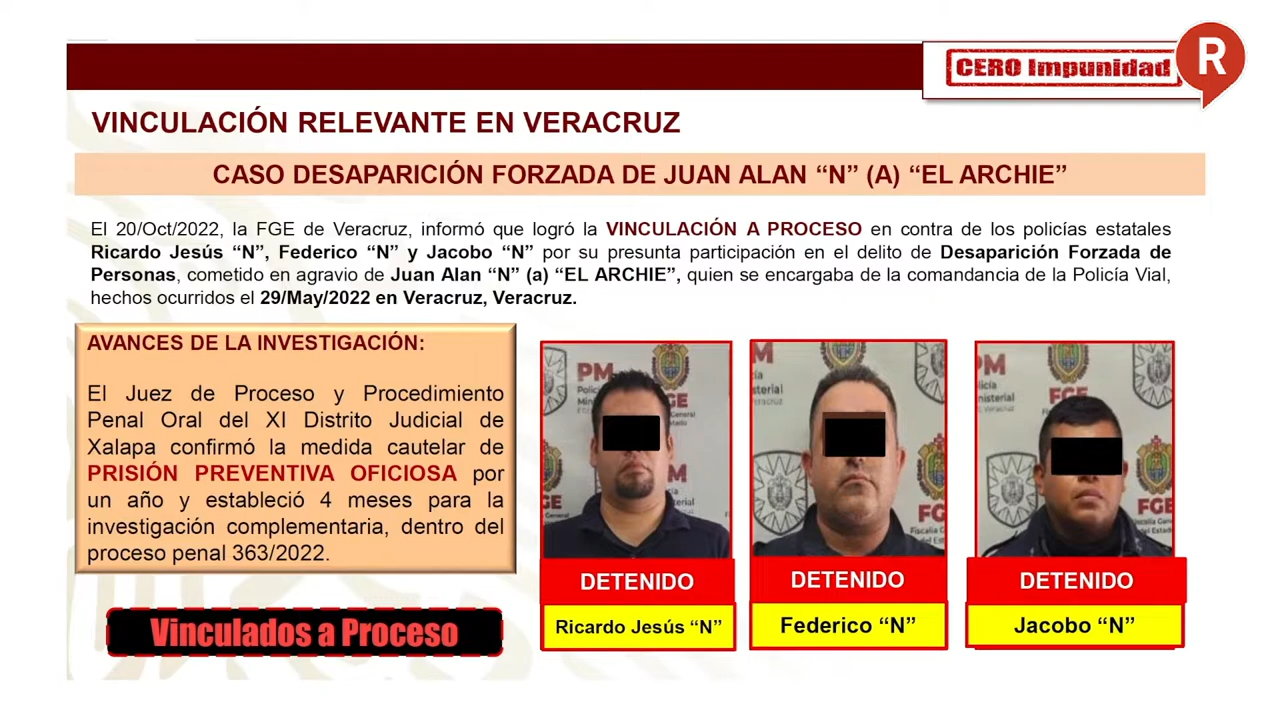 CERO Impunidad
R
VINCULACIÓN RELEVANTE EN VERACRUZ
CASO DESAPARICIÓN FORZADA DE JUAN ALAN “N” (A) “EL ARCHIE”
El 20/Oct/2022, la FGE de Veracruz, informó que logró la VINCULACIÓN A PROCESO en contra de los policías estatales
Ricardo Jesús “N”, Federico “N” y Jacobo “N” por su presunta participación en el delito de Desaparición Forzada de
Personas, cometido en agravio de Juan Alan “N” (a) “EL ARCHIE”, quien se encargaba de la comandancia de la Policía Vial,
hechos ocurridos el 29/May/2022 en Veracruz, Veracruz.
AVANCES DE LA INVESTIGACIÓN:
El Juez de Proceso y Procedimiento
Penal Oral del XI Distrito Judicial de
Xalapa confirmó la medida cautelar de
PRISIÓN PREVENTIVA OFICIOSA por
un año y estableció 4 meses para la
investigación complementaria, dentro del
proceso penal 363/2022.
Vinculados a Proceso
PM
FGE
FGE
FGE
DETENIDO
DETENIDO
DETENIDO
Ricardo Jesús “N”
Federico “N”
Jacobo “N”